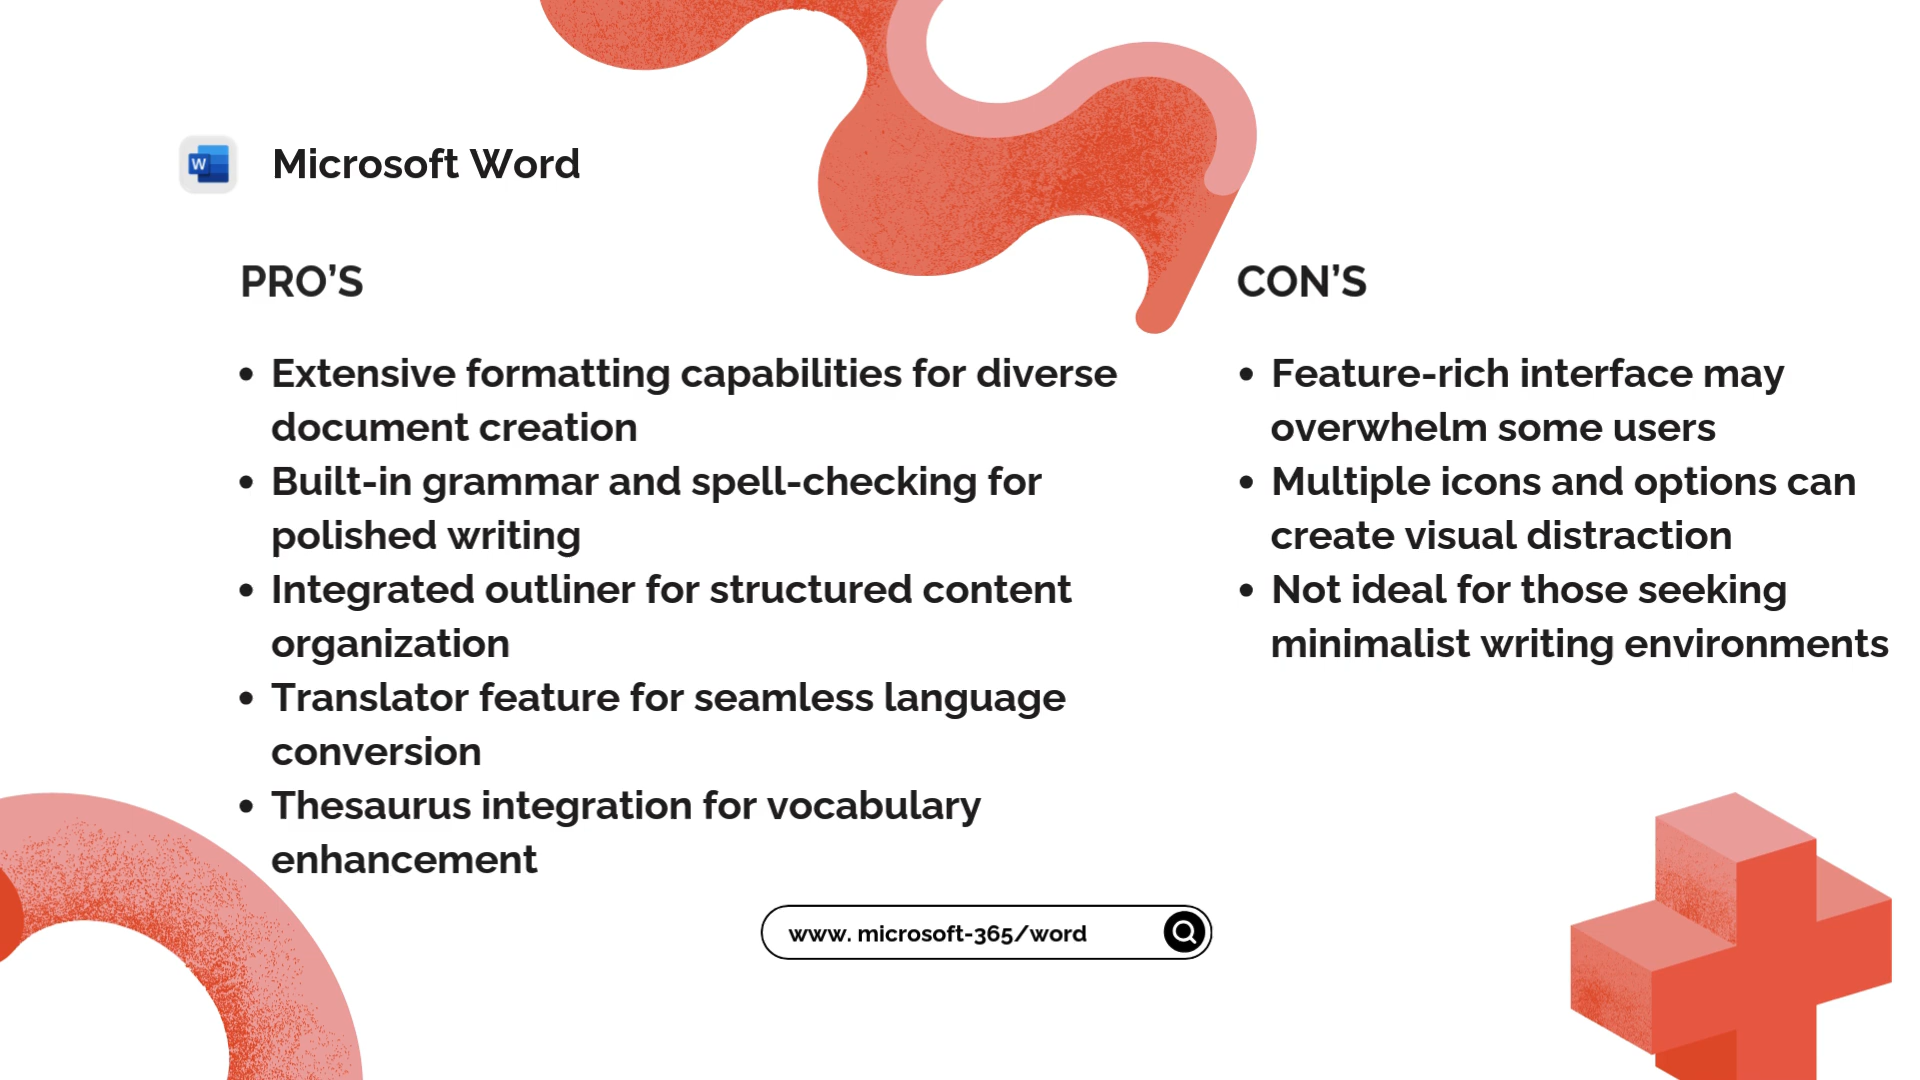 W
Microsoft Word
PRO’S
• Extensive formatting capabilities for diverse
document creation
• Built-in grammar and spell-checking for
polished writing
• Integrated outliner for structured content
organization
• Translator feature for seamless language
conversion
• Thesaurus integration for vocabulary
enhancement
CON’S
• Feature-rich interface may
overwhelm some users
• Multiple icons and options can
create visual distraction
• Not ideal for those seeking
minimalist writing environments
www. microsoft-365/word